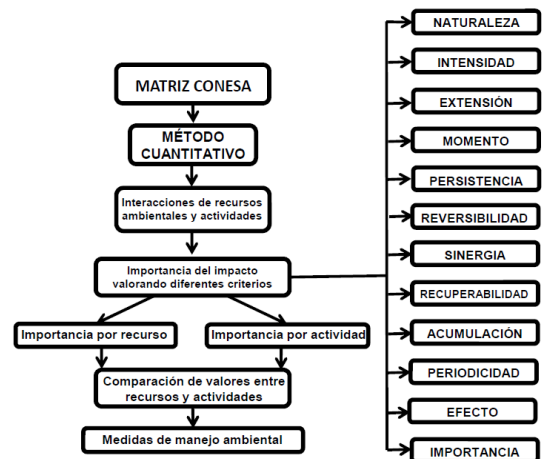 MATRIZ CONESA
MÉTODO
CUANTITATIVO
Interacciones de recursos
ambientales y actividades
Importancia del impacto
valorando diferentes criterios
Importancia por recurso
Importancia por actividad
Comparación de valores entre
recursos y actividades
Medidas de manejo ambiental
NATURALEZA
INTENSIDAD
EXTENSIÓN
MOMENTO
PERSISTENCIA
REVERSIBILIDAD
SINERGIA
RECUPERABILIDAD
ACUMULACIÓN
PERIODICIDAD
EFECTO
IMPORTANCIA